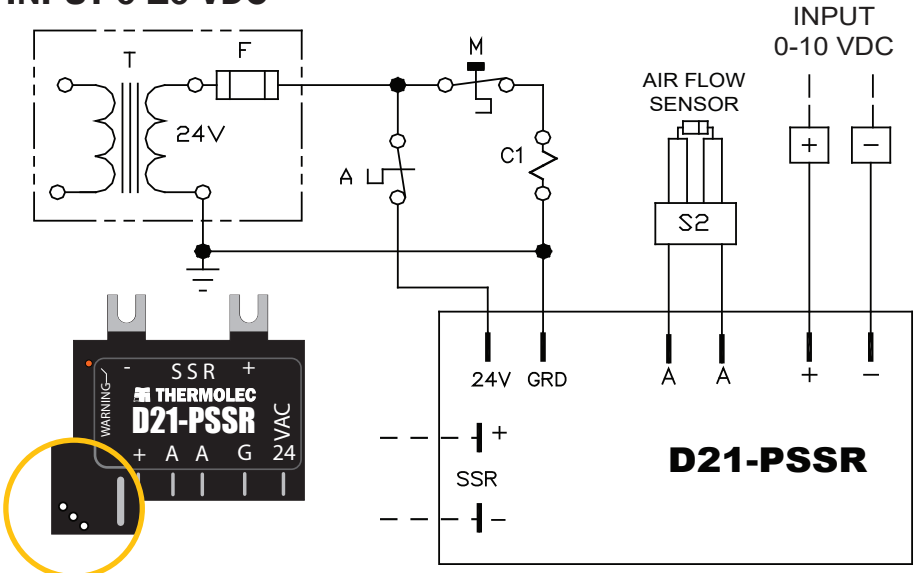 INPUT
0-10 VDC
T
F
24V
M
A
C1
AIR FLOW
SENSOR
S2
+
-
24V GRD
A A
+ -
+
SSR
-
D21-PSSR
- SSR +
WARNING
THERMOLEC
D21-PSSR
+ A A G 24
VAC